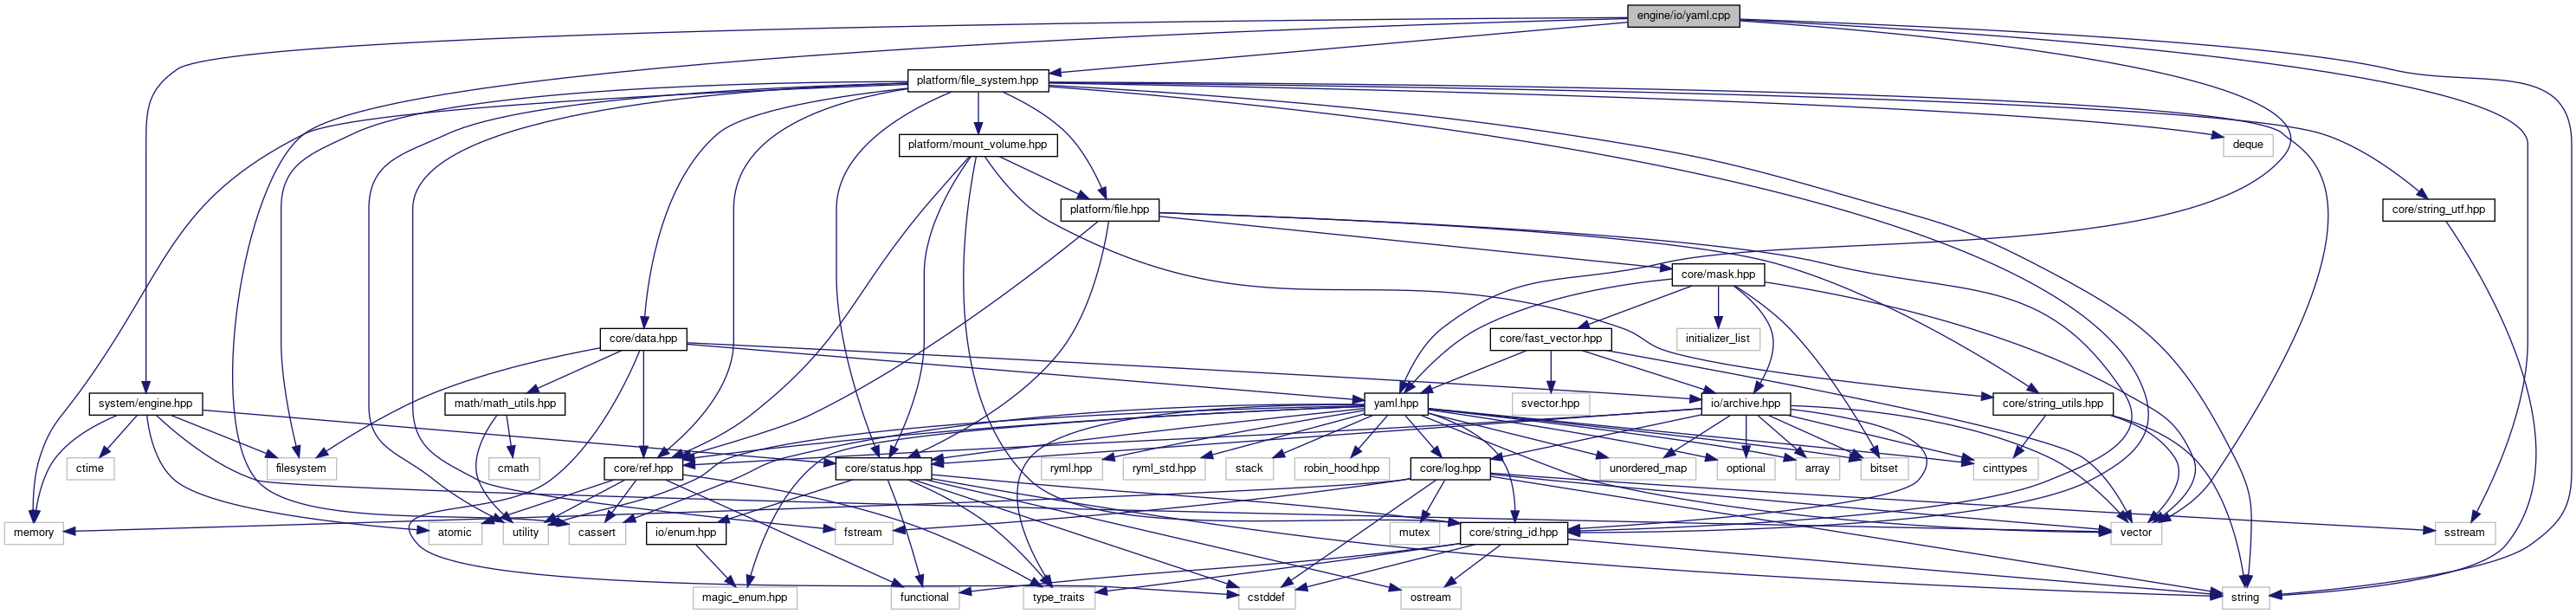 engine/io/yaml.cpp
platform/file_system.hpp
platform/mount_volume.hpp
deque
platform/file.hpp
core/string_utf.hpp
core/mask.hpp
core/data.hpp
core/fast_vector.hpp
initializer_list
system/engine.hpp
math/math_utils.hpp
yaml.hpp
svector.hpp
io/archive.hpp
core/string_utils.hpp
ctime
filesystem
cmath
core/ref.hpp
core/status.hpp
ryml.hpp
ryml_std.hpp
stack
robin_hood.hpp
core/log.hpp
unordered_map
optional
array
bitset
cinttypes
memory
atomic
utility
cassert
io/enum.hpp
fstream
mutex
core/string_id.hpp
vector
sstream
magic_enum.hpp
functional
type_traits
cstddef
ostream
string